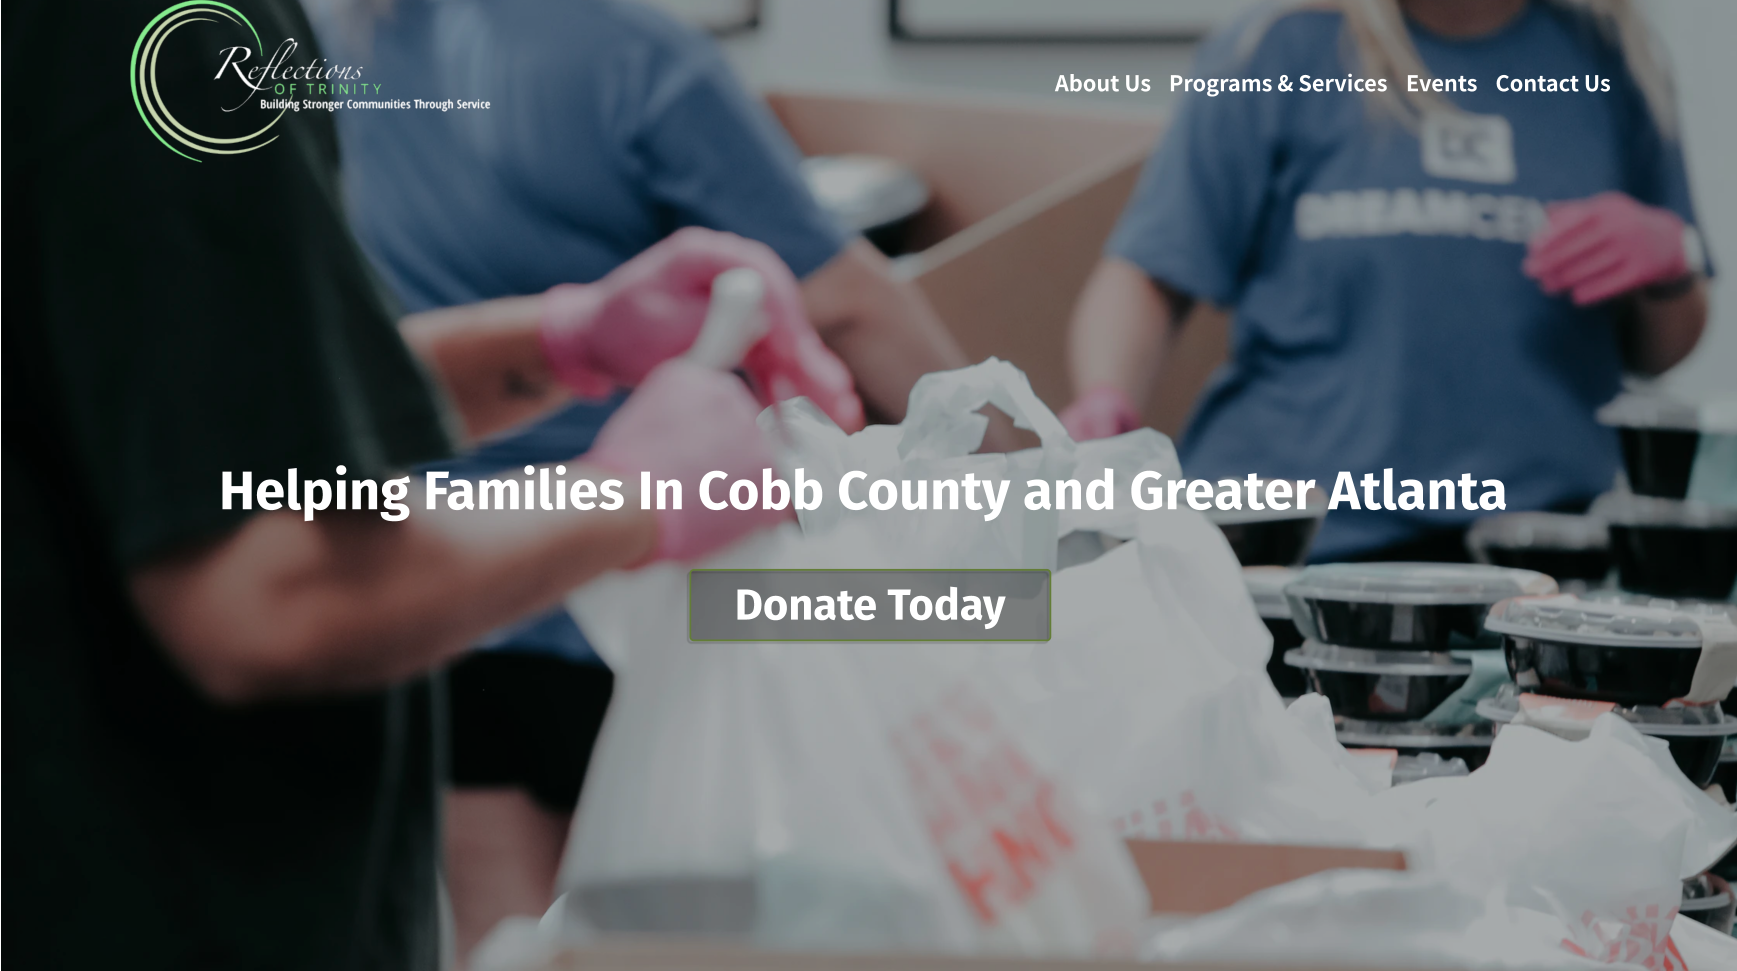 Reflections
OF TRINITY
Building Stronger Communities Through Service
About Us Programs & Services Events Contact Us
DREAMCEN
Helping Families In Cobb County and Greater Atlanta
Donate Today